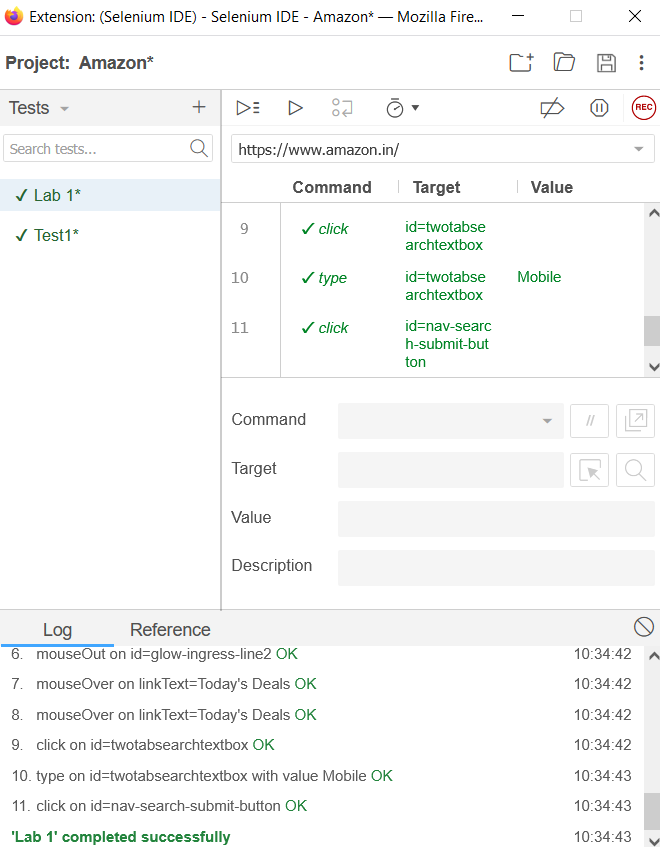 Extension: (Selenium IDE) - Selenium IDE - Amazon* — Mozilla Fire...
Project: Amazon*
Tests
REC
Search tests...
https://www.amazon.in/
Command Target Value
✓ Lab 1*
✓ Test1*
9 ✓ click id=twotabse
archtextbox
10 ✓ type id=twotabse Mobile
archtextbox
11 ✓ click id=nav-searc
h-submit-but
ton
Command //
Target
Value
Description
Log Reference
6. mouseOut on id=glow-ingress-line2 OK 10:34:42
7. mouseOver on linkText=Today's Deals OK 10:34:42
8. mouseOver on linkText=Today's Deals OK 10:34:42
9. click on id=twotabsearchtextbox OK 10:34:42
10. type on id=twotabsearchtextbox with value Mobile OK 10:34:43
11. click on id=nav-search-submit-button OK 10:34:43
'Lab 1' completed successfully 10:34:43